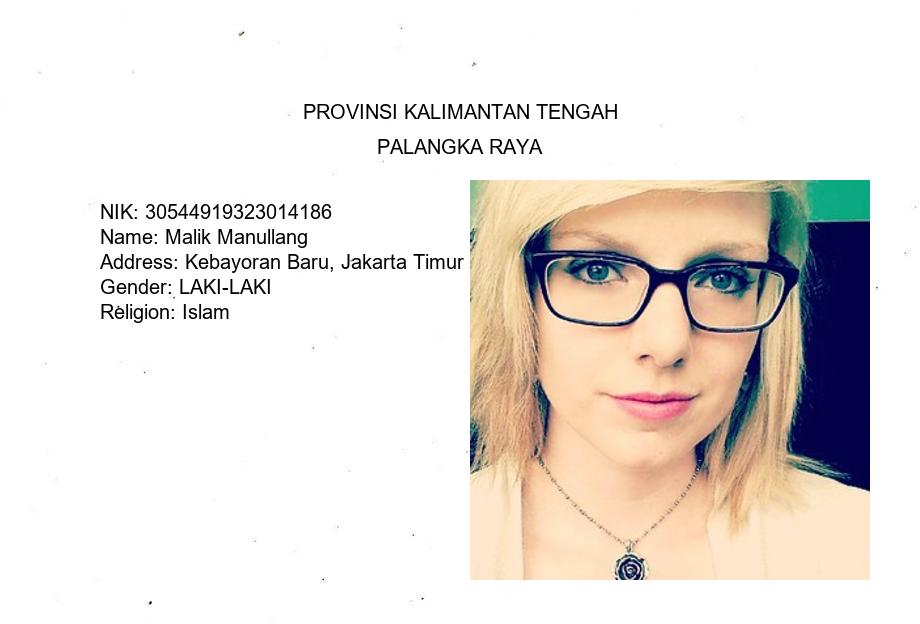 PROVINSI KALIMANTAN TENGAH
PALANGKA RAYA
NIK: 30544919323014186
Name: Malik Manullang
Address: Kebayoran Baru, Jakarta Timur
Gender: LAKI-LAKI
Religion: Islam